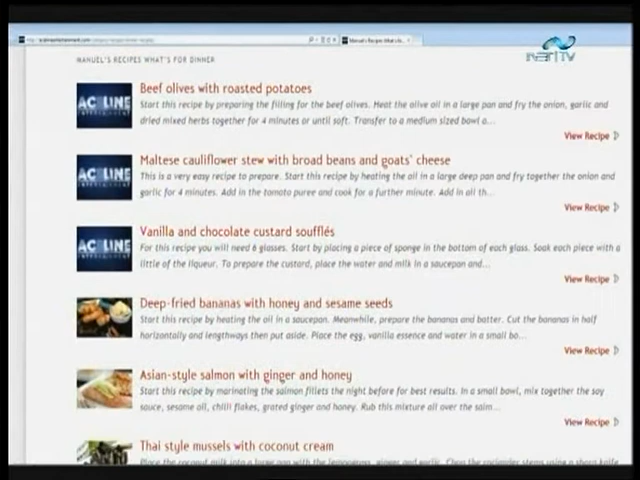 Manuel's Recipes What's fo...
NET TV
MANUEL'S RECIPES WHAT'S FOR DINNER
AC LINE
Beef olives with roasted potatoes
Start this recipe by preparing the filling for the beef olives. Heat the olive oil in a large pan and fry the onion, garlic and
dried mixed herbs together for 4 minutes or until soft. Transfer to a medium sized bowl a...
View Recipe
AC LINE
Maltese cauliflower stew with broad beans and goats' cheese
This is a very easy recipe to prepare. Start this recipe by heating the oil in a large deep pan and fry together the onion and
garlic for 4 minutes. Add in the tomato puree and cook for a further minute. Add in all th...
View Recipe
AC LINE
Vanilla and chocolate custard soufflés
For this recipe you will need 6 glasses. Start by placing a piece of sponge in the bottom of each glass. Soak each piece with a
little of the liqueur. To prepare the custard, place the water and milk in a saucepan and...
View Recipe
Deep-fried bananas with honey and sesame seeds
Start this recipe by heating the oil in a saucepan. Meanwhile, prepare the bananas and batter. Cut the bananas in half
horizontally and lengthways then put aside. Place the egg, vanilla essence and water in a small bo...
View Recipe
Asian-style salmon with ginger and honey
Start this recipe by marinating the salmon fillets the night before for best results. In a small bowl, mix together the soy
sauce, sesame oil, chilli flakes, grated ginger and honey. Rub this mixture all over the salm...
View Recipe
Thai style mussels with coconut cream